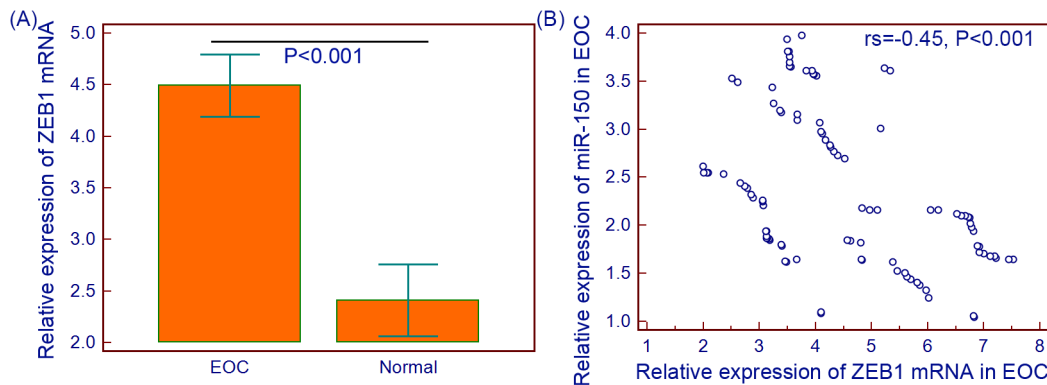 (A)
Relative expression of ZEB1 mRNA
5.0
4.5
4.0
3.5
3.0
2.5
2.0
P<0.001
EOC
Normal
(B)
Relative expression of miR-150 in EOC
4.0
3.5
3.0
2.5
2.0
1.5
1.0
rs=-0.45, P<0.001
1
2
3
4
5
6
7
8
Relative expression of ZEB1 mRNA in EOC